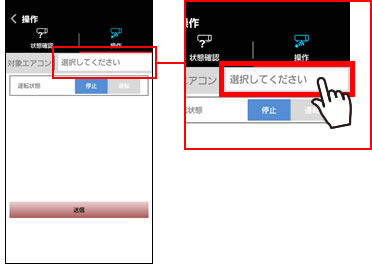 操作
状態確認
操作
対象エアコン
選択してください
運転状態
停止
運転
送信
操作
状態確認
操作
エアコン
選択してください
運転状態
停止
運転